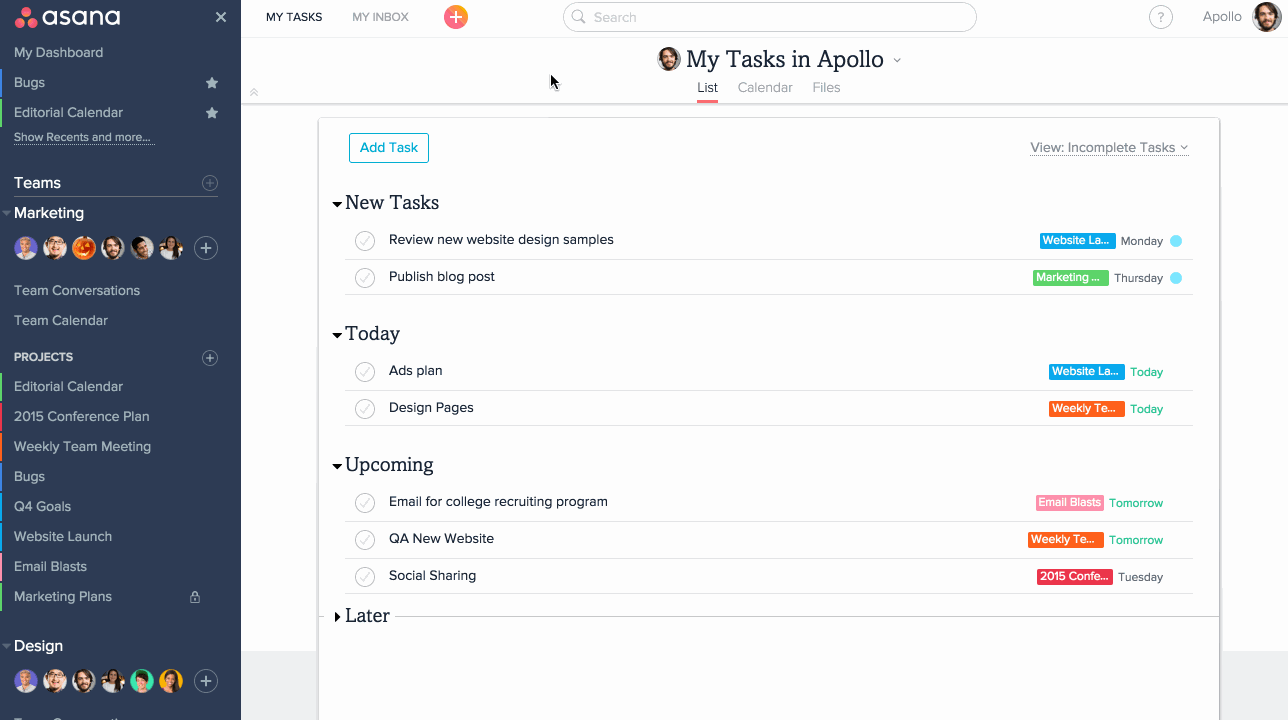 asana
My Dashboard
Bugs
Editorial Calendar
Show Recents and more...
Teams
Marketing
Team Conversations
Team Calendar
PROJECTS
Editorial Calendar
2015 Conference Plan
Weekly Team Meeting
Bugs
Q4 Goals
Website Launch
Email Blasts
Marketing Plans
Design
MY TASKS MY INBOX Search ? Apollo
My Tasks in Apollo
List Calendar Files
Add Task View: Incomplete Tasks
New Tasks
Review new website design samples Website La... Monday
Publish blog post Marketing ... Thursday
Today
Ads plan Website La... Today
Design Pages Weekly Te... Today
Upcoming
Email for college recruiting program Email Blasts Tomorrow
QA New Website Weekly Te... Tomorrow
Social Sharing 2015 Confe... Tuesday
Later